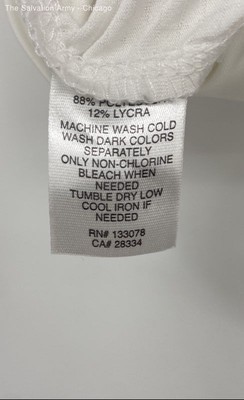 The Salvation Army - Chicago
88% POLYESTER
12% LYCRA
MACHINE WASH COLD
WASH DARK COLORS
SEPARATELY
ONLY NON-CHLORINE
BLEACH WHEN
NEEDED
TUMBLE DRY LOW
COOL IRON IF
NEEDED
RN# 133078
CA# 28334